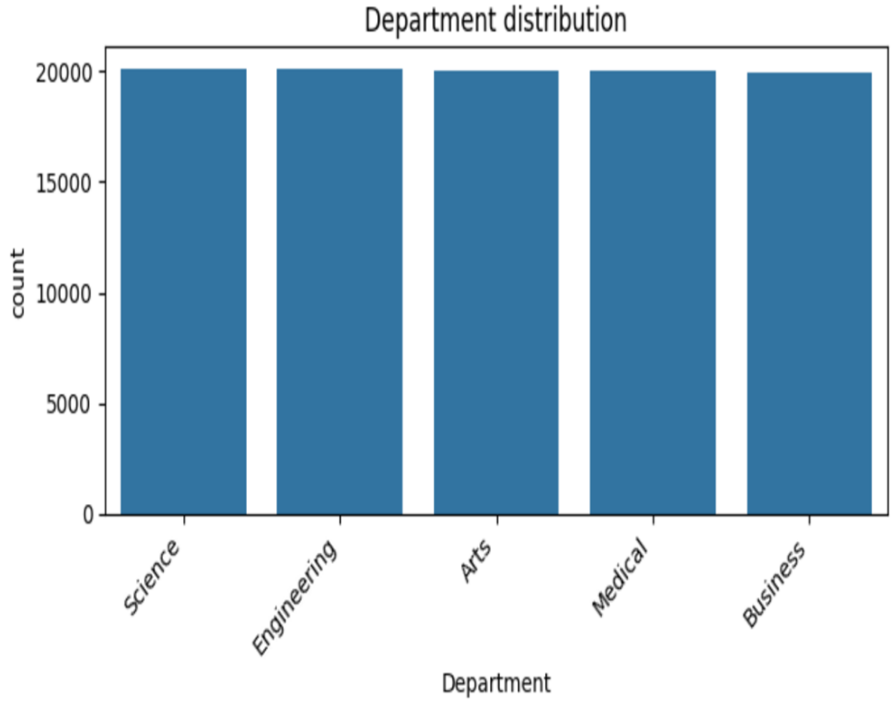 Department distribution
20000
15000
10000
5000
0
count
Science
Engineering
Arts
Medical
Business
Department